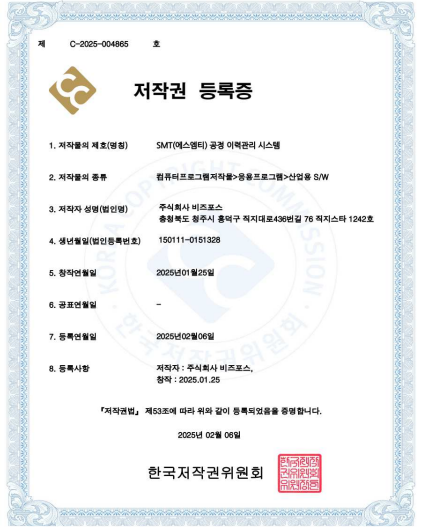 제 C-2025-004865 호
저작권 등록증
1. 저작물의 제호(명칭) SMT(에스엠티) 공정 이력관리 시스템
2. 저작물의 종류 컴퓨터프로그램저작물>응용프로그램>산업용 S/W
3. 저작자 성명(법인명) 주식회사 비즈포스
충청북도 청주시 흥덕구 직지대로436번길 76 직지스타 1242호
4. 생년월일(법인등록번호) 150111-0151328
5. 창작연월일 2025년01월25일
6. 공표연월일 -
7. 등록연월일 2025년02월06일
8. 등록사항 저작자 : 주식회사 비즈포스,
창작 : 2025.01.25
『저작권법』 제53조에 따라 위와 같이 등록되었음을 증명합니다.
2025년 02월 06일
한국저작권위원회
KOREA COPYRIGHT COMMISSION
한국저작권위원회